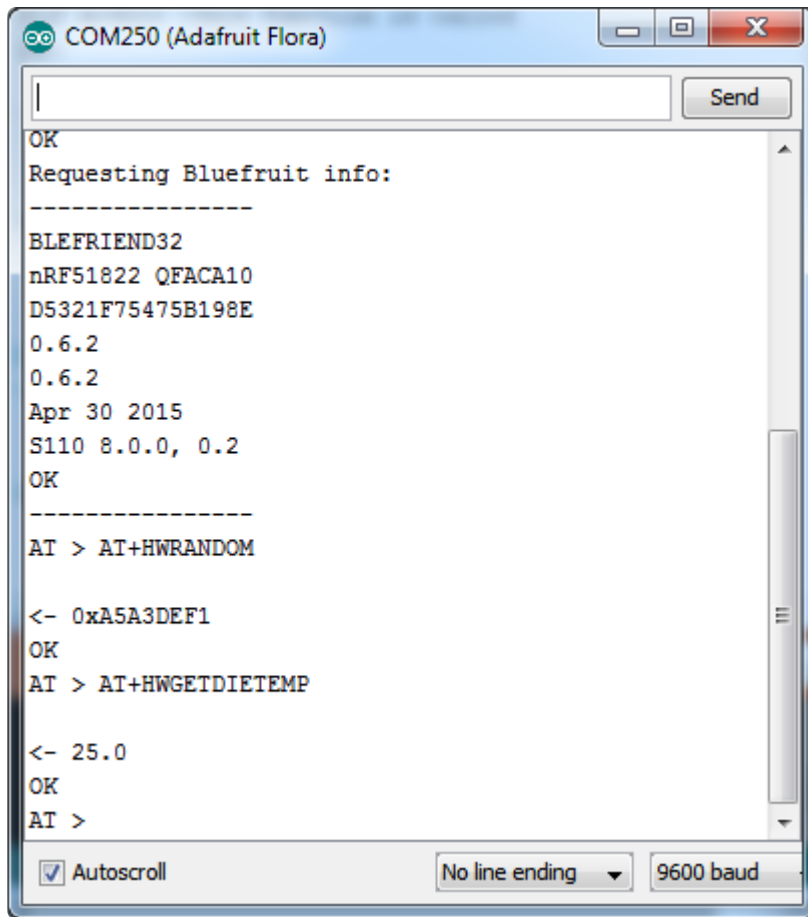 COM250 (Adafruit Flora)
Send
OK
Requesting Bluefruit info:
----------------
BLEFRIEND32
nRF51822 QFACA10
D5321F75475B198E
0.6.2
0.6.2
Apr 30 2015
S110 8.0.0, 0.2
OK
----------------
AT > AT+HWRANDOM
<- 0xA5A3DEF1
OK
AT > AT+HWGETDIETEMP
<- 25.0
OK
AT >
Autoscroll
No line ending
9600 baud